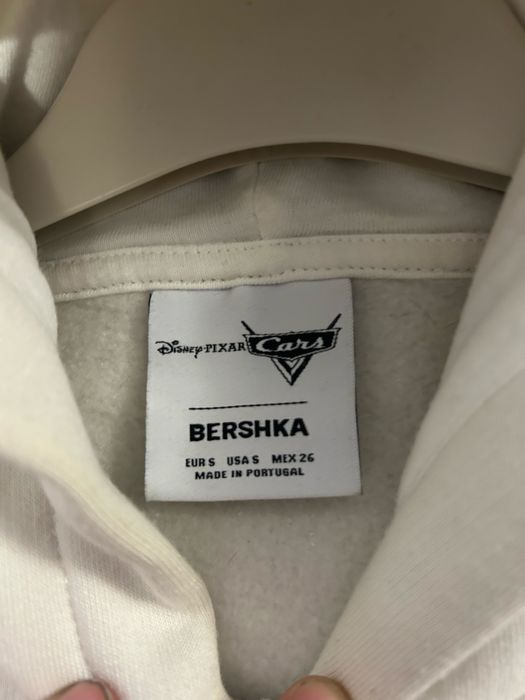 Disney·PIXAR Cars
BERSHKA
EUR S USA S MEX 26
MADE IN PORTUGAL